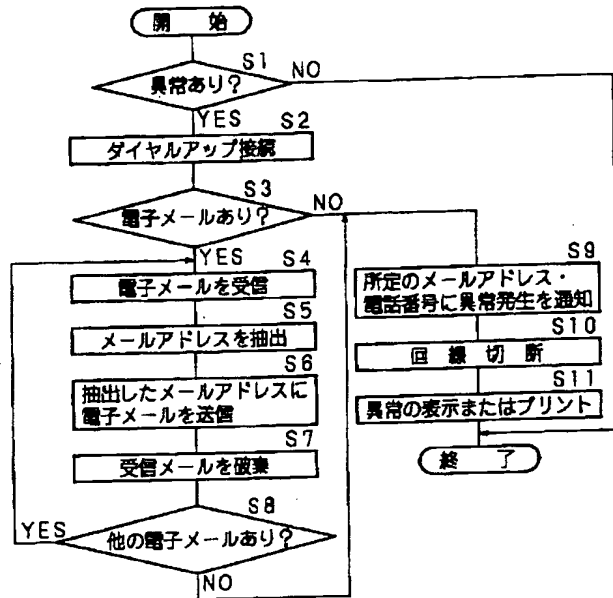 開 始
S1
異常あり?
NO
YES
S2
ダイヤルアップ接続
S3
電子メールあり?
NO
YES
S4
電子メールを受信
S5
メールアドレスを抽出
S6
抽出したメールアドレスに
電子メールを送信
S7
受信メールを破棄
S8
他の電子メールあり?
YES
NO
S9
所定のメールアドレス・
電話番号に異常発生を通知
S10
回 線 切 断
S11
異常の表示またはプリント
終 了